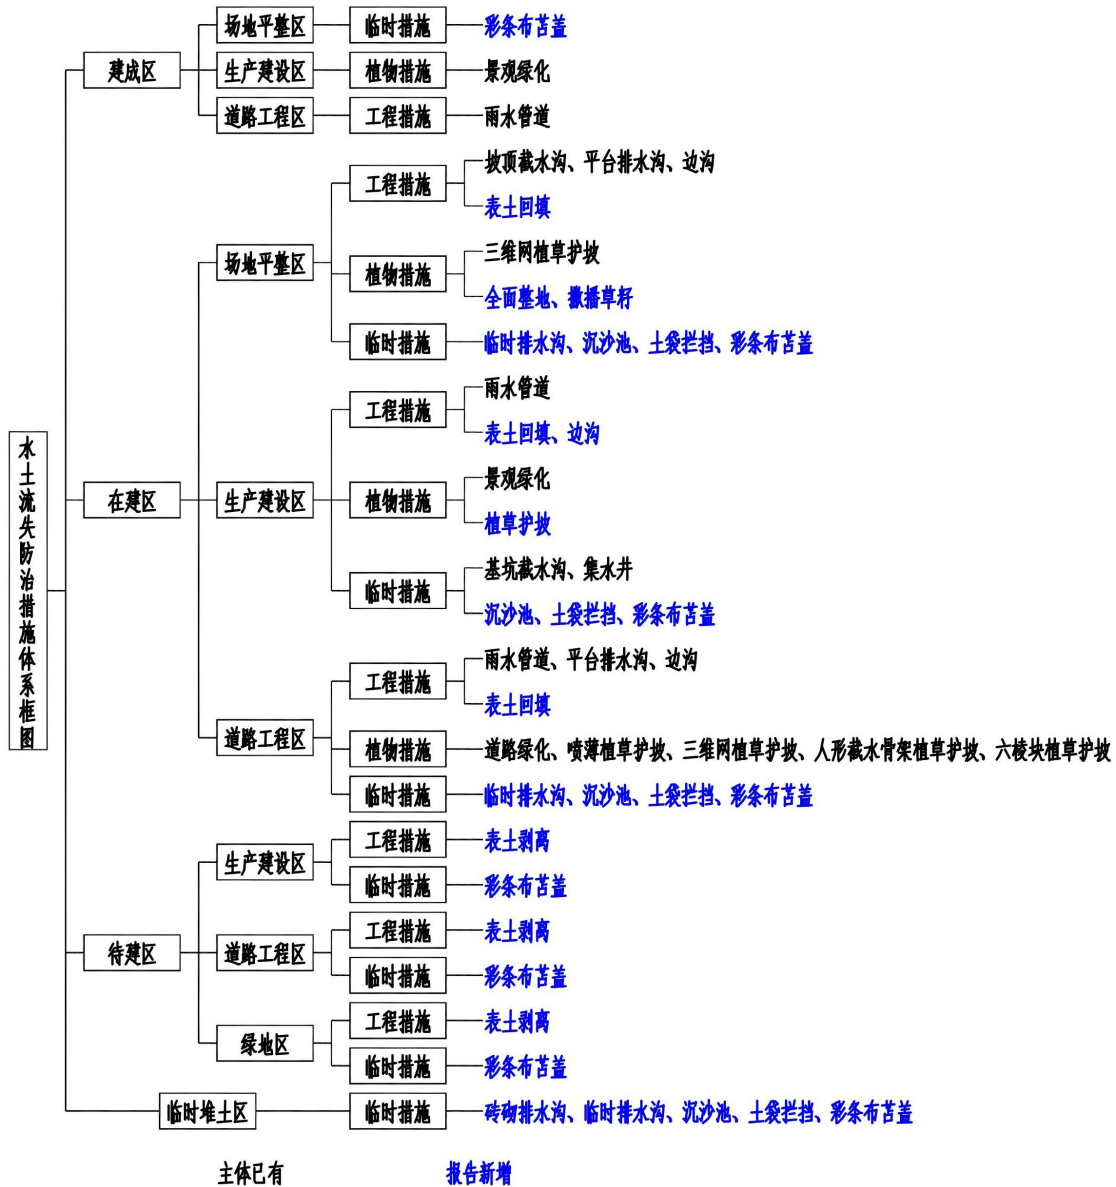 水土流失防治措施体系框图
建成区
场地平整区
临时措施
彩条布苫盖
生产建设区
植物措施
景观绿化
道路工程区
工程措施
雨水管道
在建区
场地平整区
工程措施
坡顶截水沟、平台排水沟、边沟
表土回填
植物措施
三维网植草护坡
全面整地、撒播草籽
临时措施
临时排水沟、沉沙池、土袋拦挡、彩条布苫盖
生产建设区
工程措施
雨水管道
表土回填、边沟
植物措施
景观绿化
植草护坡
临时措施
基坑截水沟、集水井
沉沙池、土袋拦挡、彩条布苫盖
道路工程区
工程措施
雨水管道、平台排水沟、边沟
表土回填
植物措施
道路绿化、喷薄植草护坡、三维网植草护坡、人形截水骨架植草护坡、六棱块植草护坡
临时措施
临时排水沟、沉沙池、土袋拦挡、彩条布苫盖
待建区
生产建设区
工程措施
表土剥离
临时措施
彩条布苫盖
道路工程区
工程措施
表土剥离
临时措施
彩条布苫盖
绿地区
工程措施
表土剥离
临时措施
彩条布苫盖
临时堆土区
临时措施
砖砌排水沟、临时排水沟、沉沙池、土袋拦挡、彩条布苫盖
主体已有
报告新增